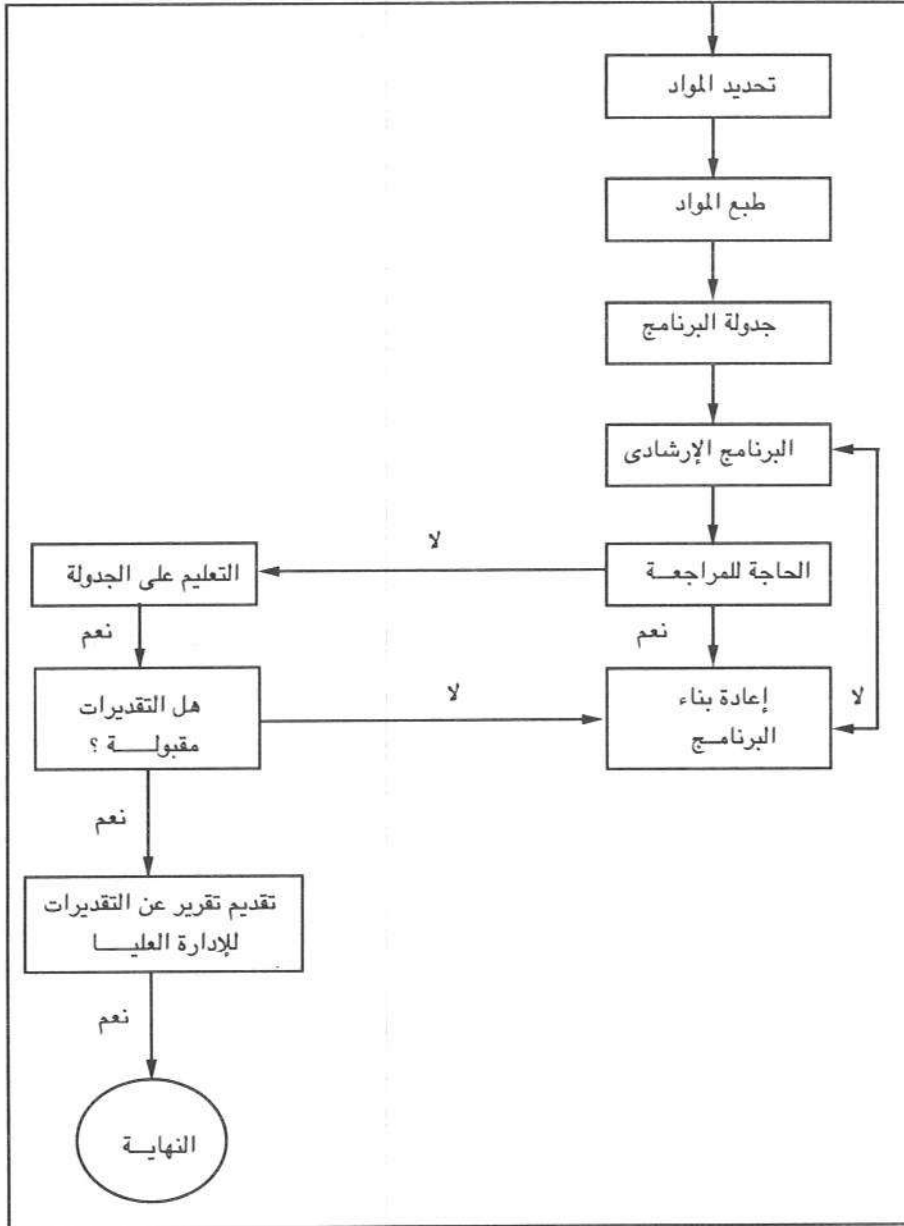 تحديد المواد
طبع المواد
جدولة البرنامج
البرنامج الإرشادى
الحاجة للمراجعة
لا
التعليم على الجدولة
نعم
نعم
إعادة بناء
البرنامج
لا
لا
هل التقديرات
مقبولة ؟
نعم
تقديم تقرير عن التقديرات
للإدارة العليا
نعم
النهاية